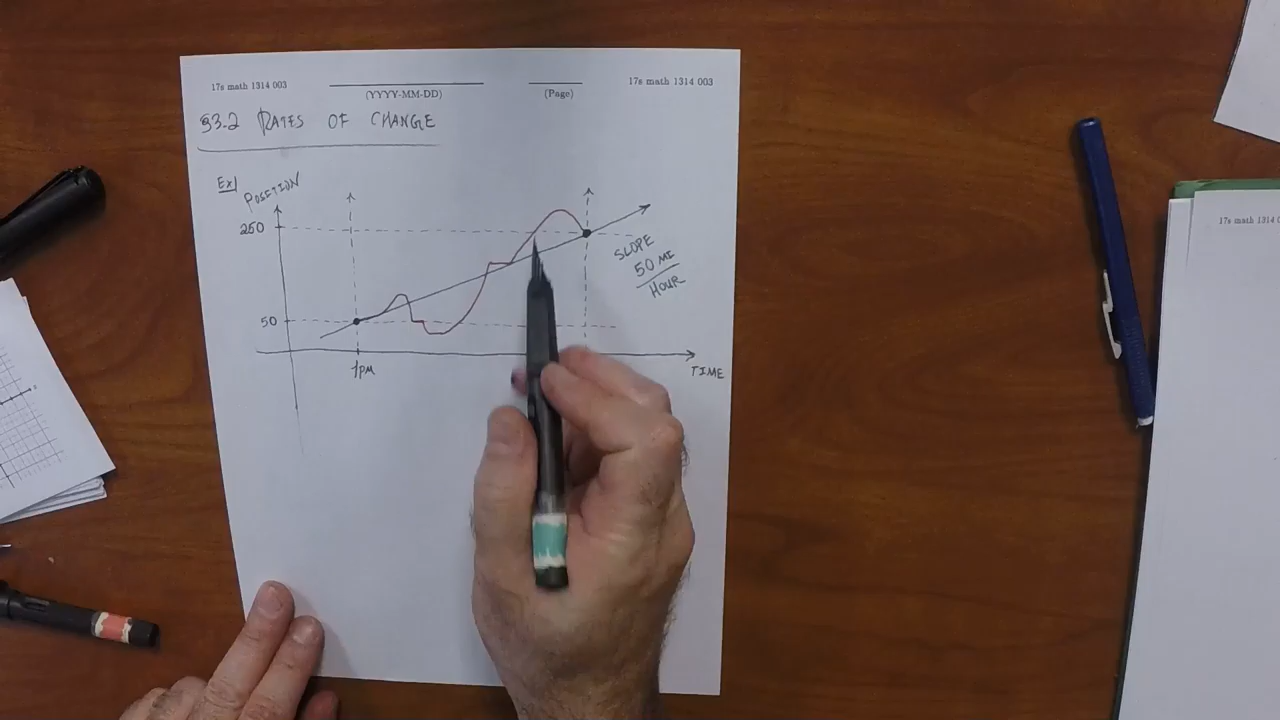 17s math 1314 003
(YYYY-MM-DD)
(Page)
17s math 1314 003
§3.2 RATES OF CHANGE
Ex1
POSITION
250
50
1PM
TIME
SLOPE
50 MI
HOUR
17s math 1314 0